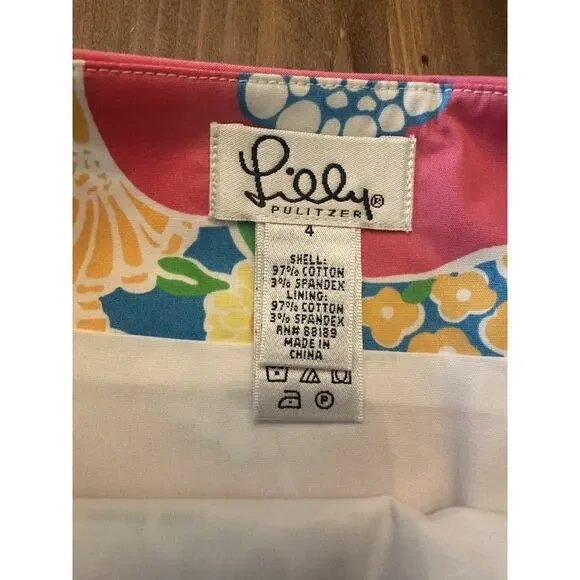 Lilly®
PULITZER
4
SHELL:
97% COTTON
3% SPANDEX
LINING:
97% COTTON
3% SPANDEX
RN# 88189
MADE IN
CHINA
P